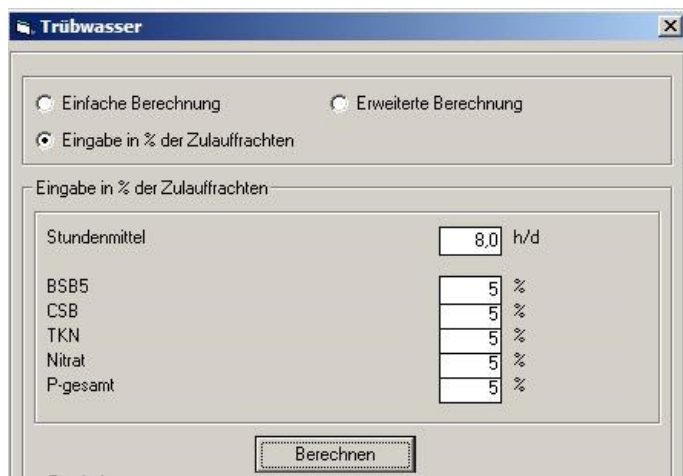 Trübwasser
Einfache Berechnung Erweiterte Berechnung
Eingabe in % der Zulauffrachten
Eingabe in % der Zulauffrachten
Stundenmittel 8,0 h/d
BSB5 5 %
CSB 5 %
TKN 5 %
Nitrat 5 %
P-gesamt 5 %
Berechnen